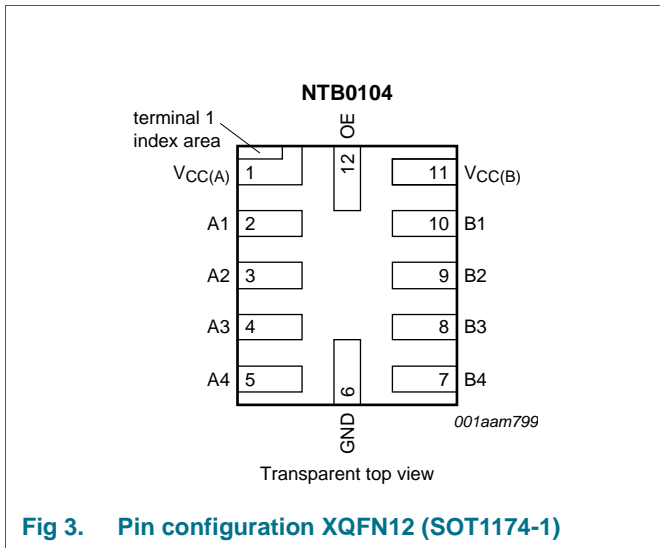 NTB0104
terminal 1
index area
OE
12
VCC(A) 1
11 VCC(B)
A1 2
10 B1
A2 3
9 B2
A3 4
8 B3
A4 5
7 B4
6
GND
001aam799
Transparent top view
Fig 3. Pin configuration XQFN12 (SOT1174-1)